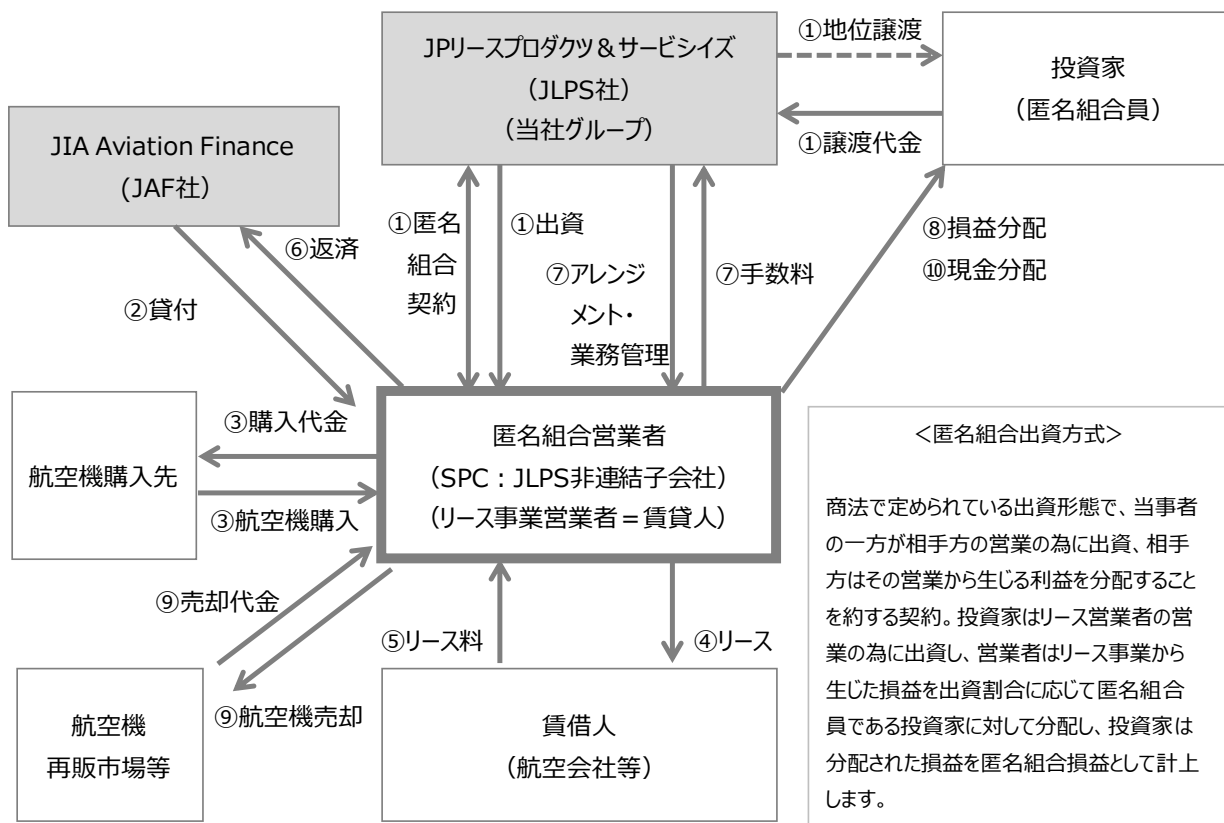 JPリースプロダクツ＆サービシイズ
（JLPS社）
（当社グループ）
①地位譲渡
①譲渡代金
投資家
（匿名組合員）
JIA Aviation Finance
(JAF社）
⑥返済
②貸付
①匿名
組合
契約
①出資
⑦アレンジ
メント・
業務管理
⑦手数料
⑧損益分配
⑩現金分配
航空機購入先
③購入代金
③航空機購入
匿名組合営業者
（SPC：JLPS非連結子会社）
（リース事業営業者＝賃貸人）
⑨売却代金
⑨航空機売却
⑤リース料
④リース
航空機
再販市場等
賃借人
（航空会社等）
＜匿名組合出資方式＞
商法で定められている出資形態で、当事者
の一方が相手方の営業の為に出資、相手
方はその営業から生じる利益を分配すること
を約する契約。投資家はリース営業者の営
業の為に出資し、営業者はリース事業から
生じた損益を出資割合に応じて匿名組合
員である投資家に対して分配し、投資家は
分配された損益を匿名組合損益として計上
します。